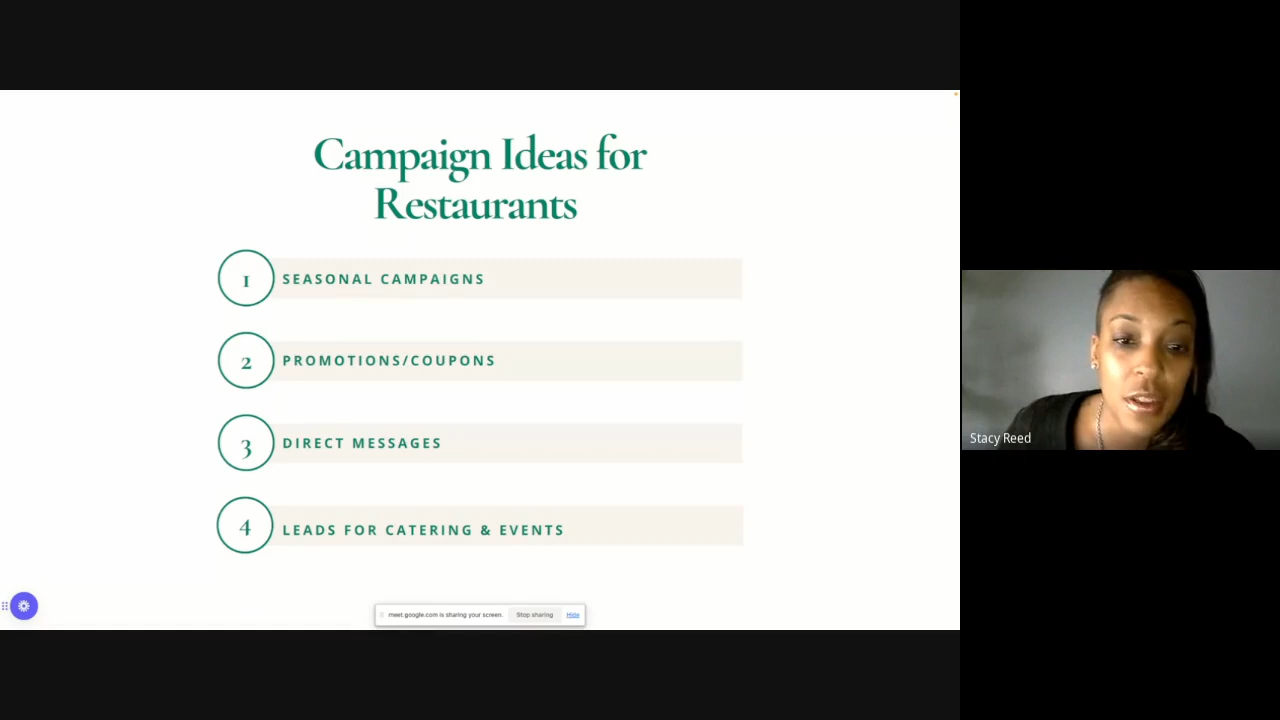 Campaign Ideas for
Restaurants
1
SEASONAL CAMPAIGNS
2
PROMOTIONS/COUPONS
3
DIRECT MESSAGES
4
LEADS FOR CATERING & EVENTS
meet.google.com is sharing your screen.
Stop sharing
Hide
Stacy Reed